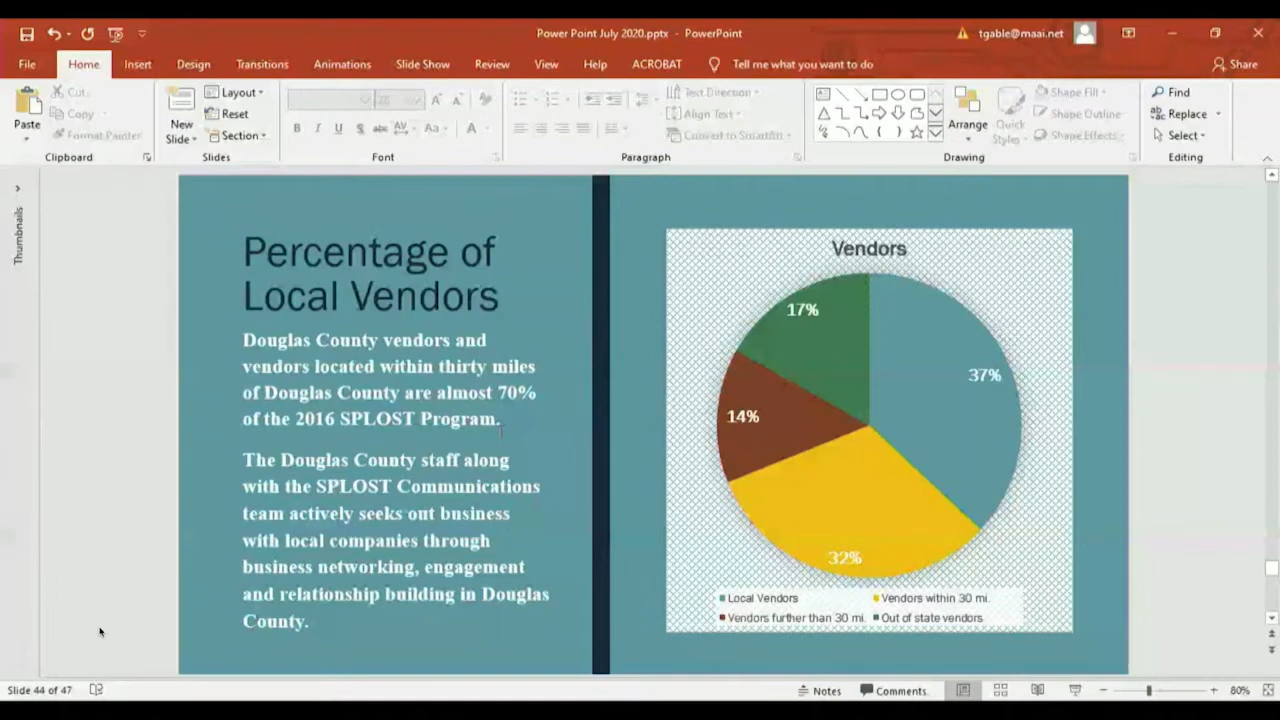 Power Point July 2020.pptx - PowerPoint
tgable@maai.net
File Home Insert Design Transitions Animations Slide Show Review View Help ACROBAT Tell me what you want to do Share
Paste
Cut
Copy
Format Painter
Clipboard
New Slide
Layout
Reset
Section
Slides
28
B I U S abc AV Aa A
Font
Text Direction
Align Text
Convert to SmartArt
Paragraph
Arrange
Quick Styles
Shape Fill
Shape Outline
Shape Effects
Drawing
Find
Replace
Select
Editing
Thumbnails
Percentage of
Local Vendors
Douglas County vendors and
vendors located within thirty miles
of Douglas County are almost 70%
of the 2016 SPLOST Program.
The Douglas County staff along
with the SPLOST Communications
team actively seeks out business
with local companies through
business networking, engagement
and relationship building in Douglas
County.
Vendors
17%
37%
14%
32%
Local Vendors Vendors within 30 mi.
Vendors further than 30 mi. Out of state vendors
Slide 44 of 47
Notes Comments 80%